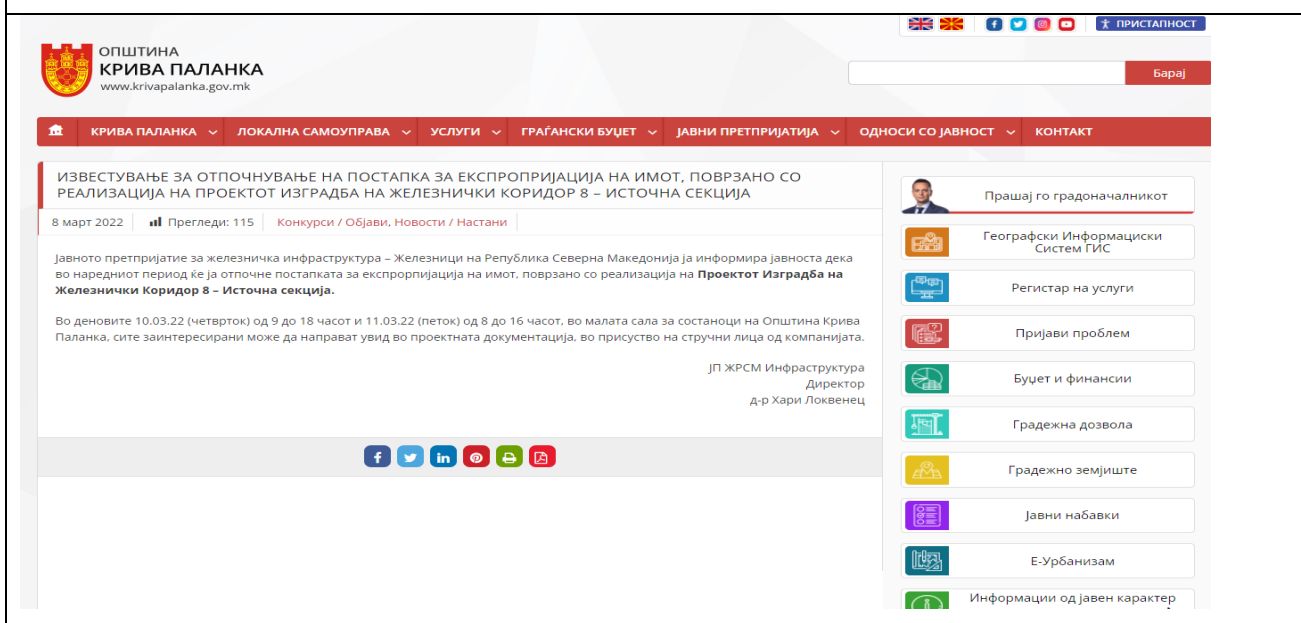 ПРИСТАПНОСТ
ОПШТИНА
КРИВА ПАЛАНКА
www.krivapalanka.gov.mk
Барај
КРИВА ПАЛАНКА
ЛОКАЛНА САМОУПРАВА
УСЛУГИ
ГРАЃАНСКИ БУЏЕТ
ЈАВНИ ПРЕТПРИЈАТИЈА
ОДНОСИ СО ЈАВНОСТ
КОНТАКТ
ИЗВЕСТУВАЊЕ ЗА ОТПОЧНУВАЊЕ НА ПОСТАПКА ЗА ЕКСПРОПРИЈАЦИЈА НА ИМОТ, ПОВРЗАНО СО
РЕАЛИЗАЦИЈА НА ПРОЕКТОТ ИЗГРАДБА НА ЖЕЛЕЗНИЧКИ КОРИДОР 8 – ИСТОЧНА СЕКЦИЈА
8 март 2022 Прегледи: 115 Конкурси / Објави, Новости / Настани
Јавното претпријатие за железничка инфраструктура – Железници на Република Северна Македонија ја информира јавноста дека
во наредниот период ќе ја отпочне постапката за експрорпијација на имот, поврзано со реализација на Проектот Изградба на
Железнички Коридор 8 – Источна секција.
Во деновите 10.03.22 (четврток) од 9 до 18 часот и 11.03.22 (петок) од 8 до 16 часот, во малата сала за состаноци на Општина Крива
Паланка, сите заинтересирани може да направат увид во проектната документација, во присуство на стручни лица од компанијата.
ЈП ЖРСМ Инфраструктура
Директор
д-р Хари Локвенец
Прашај го градоначалникот
Географски Информациски
Систем ГИС
Регистар на услуги
Пријави проблем
Буџет и финансии
Градежна дозвола
Градежно земјиште
Јавни набавки
Е-Урбанизам
Информации од јавен карактер